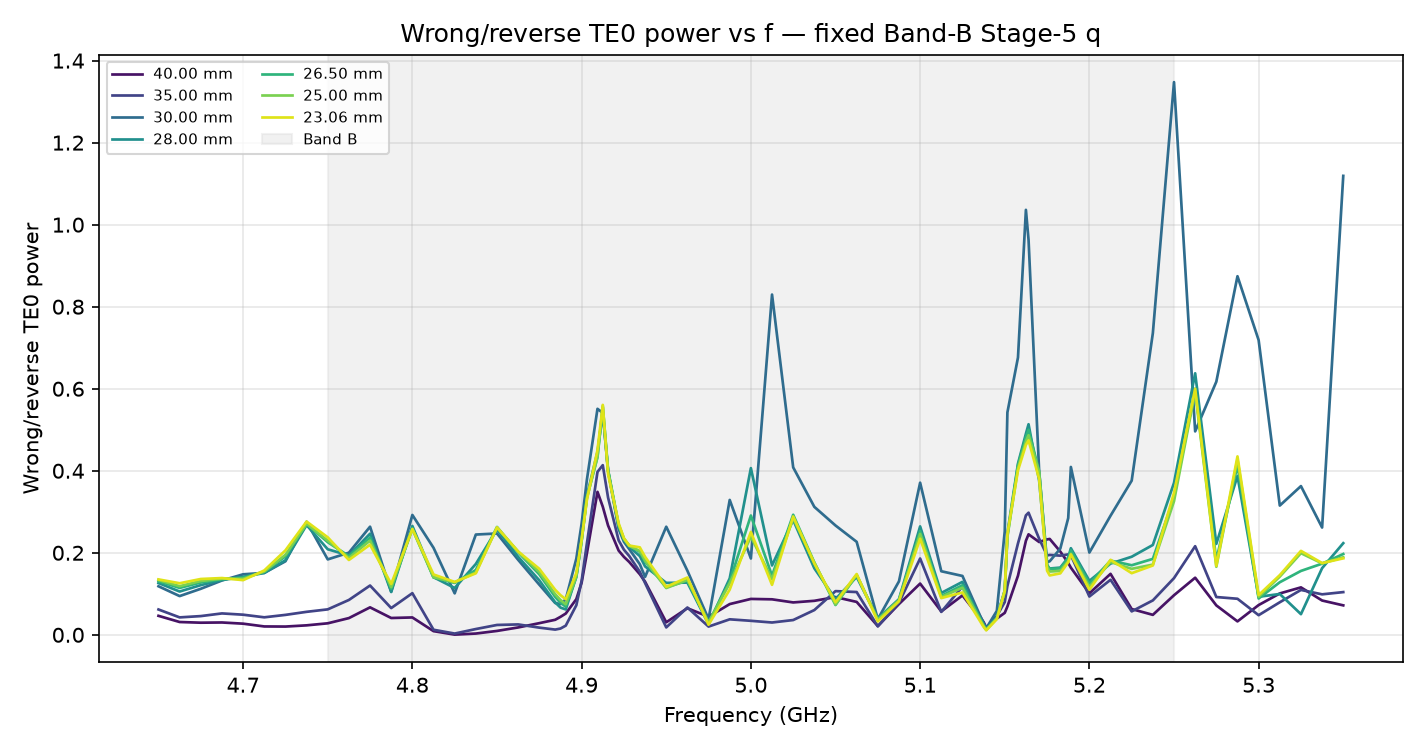 Wrong/reverse TE0 power vs f — fixed Band-B Stage-5 q
40.00 mm
35.00 mm
30.00 mm
28.00 mm
26.50 mm
25.00 mm
23.06 mm
Band B
Wrong/reverse TE0 power
1.4
1.2
1.0
0.8
0.6
0.4
0.2
0.0
4.7 4.8 4.9 5.0 5.1 5.2 5.3
Frequency (GHz)